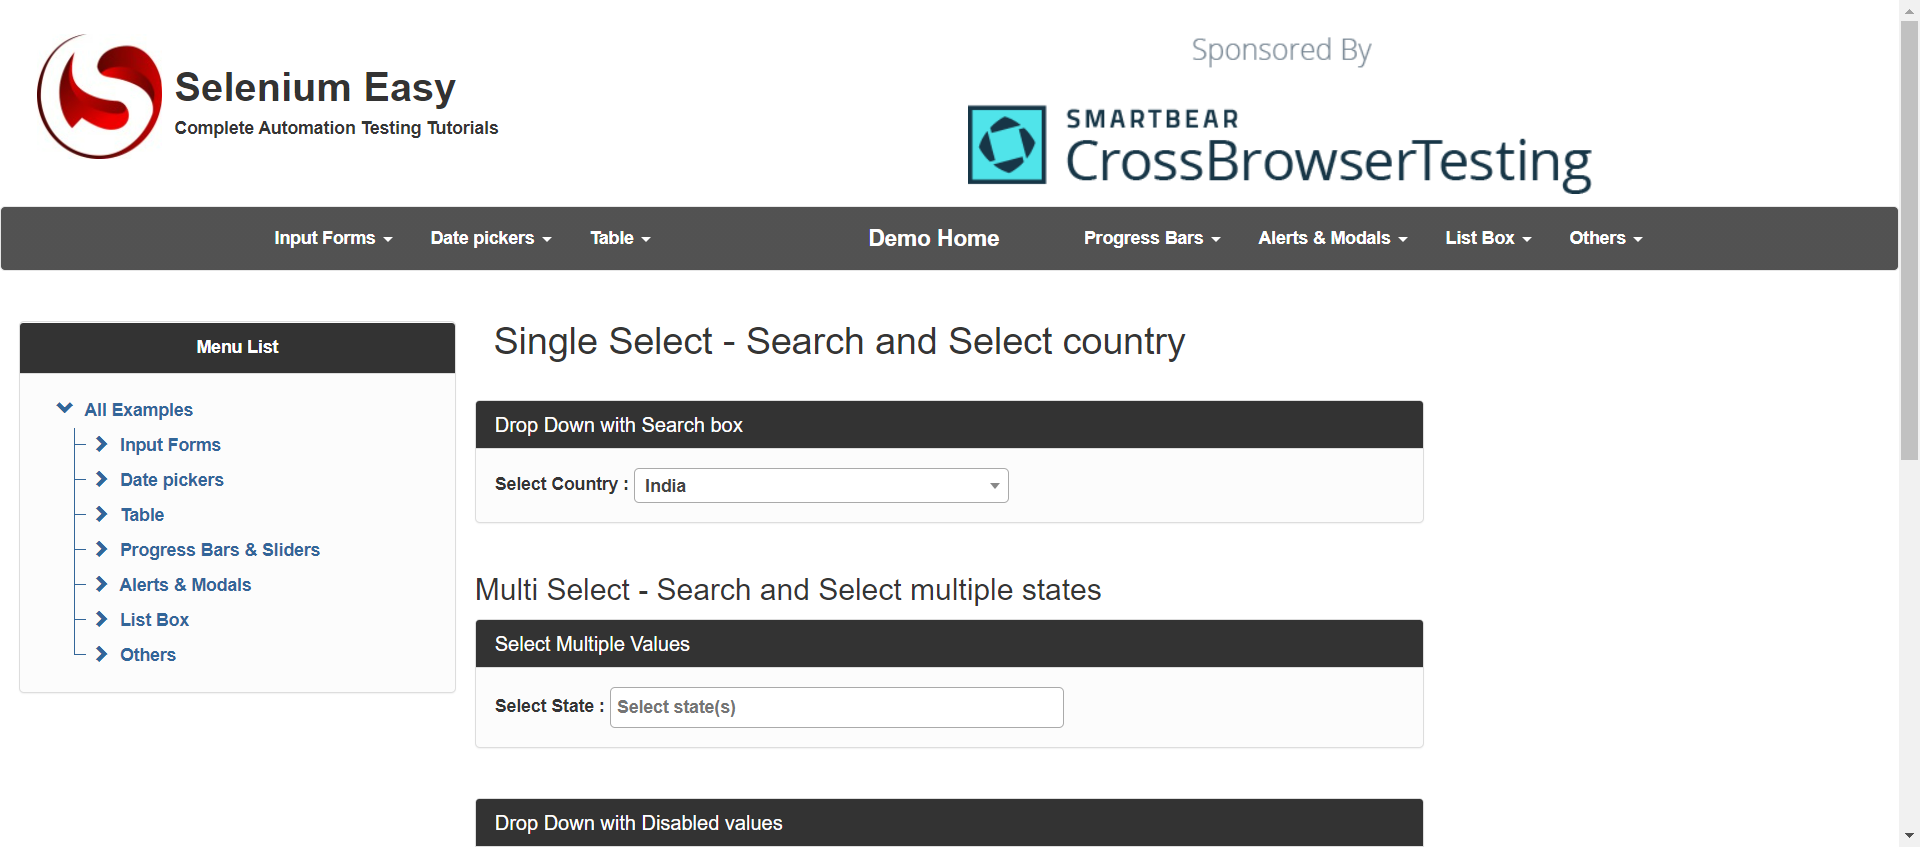 Selenium Easy
Complete Automation Testing Tutorials
Sponsored By
SMARTBEAR
CrossBrowserTesting
Input Forms Date pickers Table Demo Home Progress Bars Alerts & Modals List Box Others
Menu List
All Examples
Input Forms
Date pickers
Table
Progress Bars & Sliders
Alerts & Modals
List Box
Others
Single Select - Search and Select country
Drop Down with Search box
Select Country : India
Multi Select - Search and Select multiple states
Select Multiple Values
Select State : Select state(s)
Drop Down with Disabled values